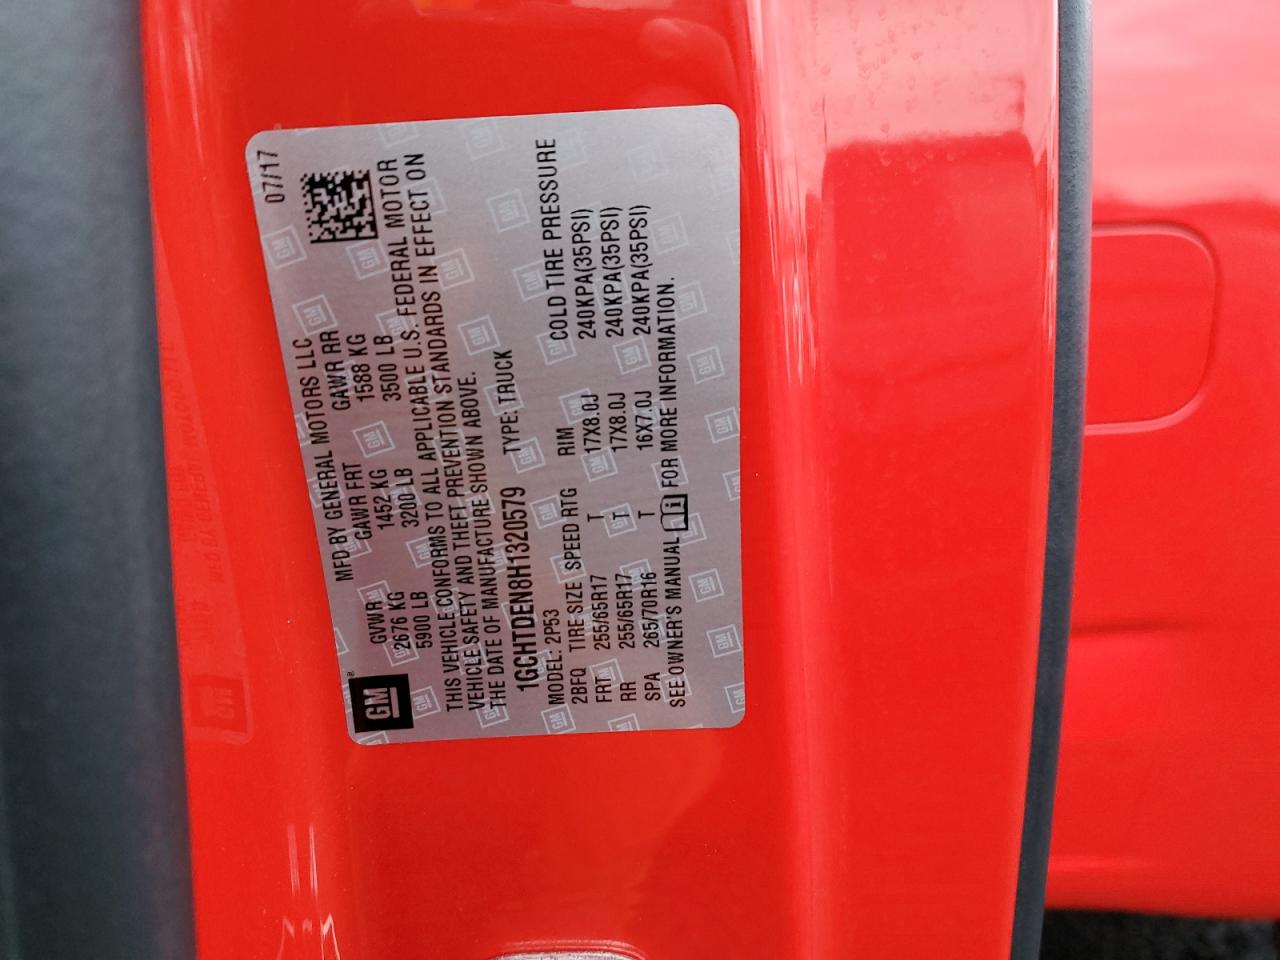 07/17
MFD BY GENERAL MOTORS LLC
GM®
GVWR GAWR FRT GAWR RR
2676 KG 1452 KG 1588 KG
5900 LB 3200 LB 3500 LB
THIS VEHICLE CONFORMS TO ALL APPLICABLE U.S. FEDERAL MOTOR
VEHICLE SAFETY AND THEFT PREVENTION STANDARDS IN EFFECT ON
THE DATE OF MANUFACTURE SHOWN ABOVE.
1GCHTDEN8H1320579 TYPE: TRUCK
MODEL: 2P53
2BFQ TIRE SIZE SPEED RTG RIM COLD TIRE PRESSURE
FRT 255/65R17 T 17X8.0J 240KPA(35PSI)
RR 255/65R17 T 17X8.0J 240KPA(35PSI)
SPA 265/70R16 T 16X7.0J 240KPA(35PSI)
SEE OWNER'S MANUAL i FOR MORE INFORMATION.